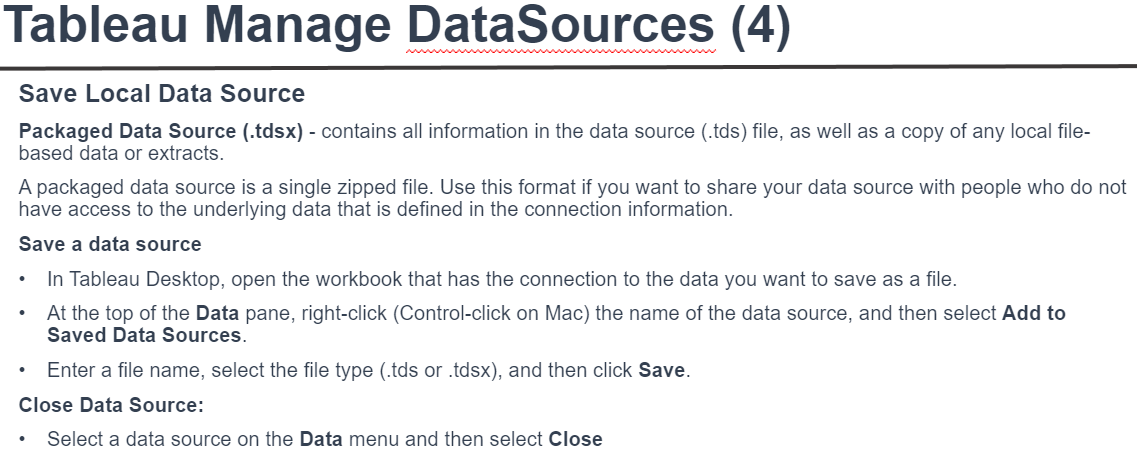 Tableau Manage DataSources (4)
Save Local Data Source
Packaged Data Source (.tdsx) - contains all information in the data source (.tds) file, as well as a copy of any local file-
based data or extracts.
A packaged data source is a single zipped file. Use this format if you want to share your data source with people who do not
have access to the underlying data that is defined in the connection information.
Save a data source
• In Tableau Desktop, open the workbook that has the connection to the data you want to save as a file.
• At the top of the Data pane, right-click (Control-click on Mac) the name of the data source, and then select Add to
Saved Data Sources.
• Enter a file name, select the file type (.tds or .tdsx), and then click Save.
Close Data Source:
• Select a data source on the Data menu and then select Close